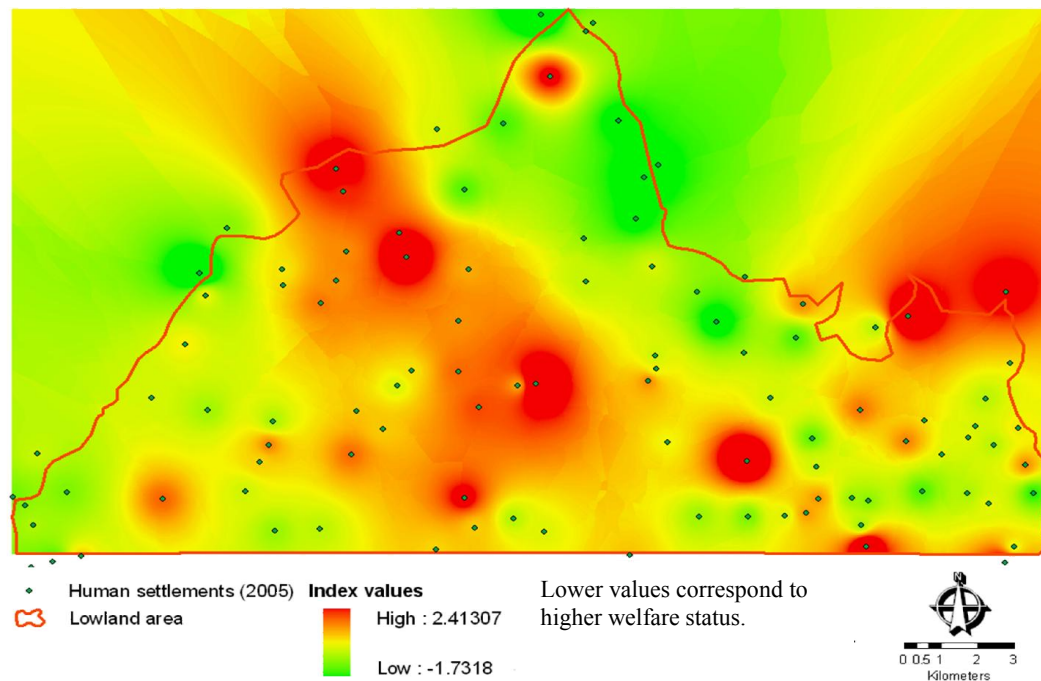 Human settlements (2005)
Lowland area
Index values
High : 2.41307
Low : -1.7318
Lower values correspond to
higher welfare status.
N
0 0.5 1 2 3
Kilometers